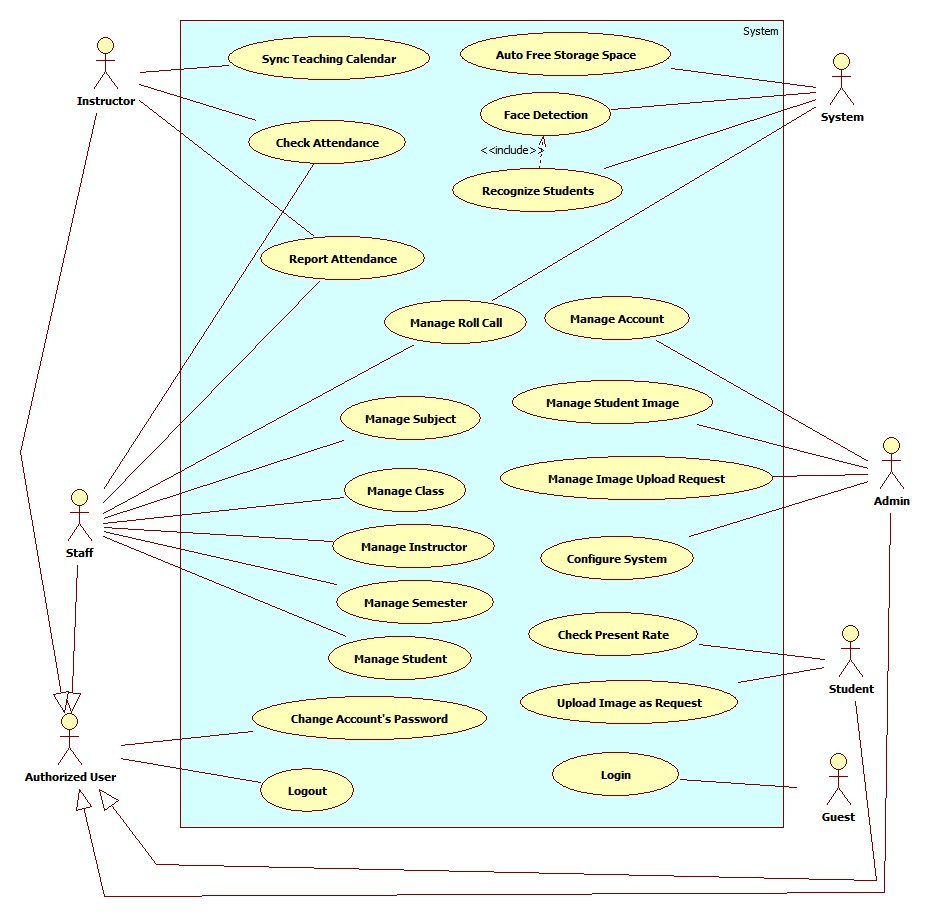 System
Instructor
Sync Teaching Calendar
Auto Free Storage Space
System
Face Detection
Check Attendance
<<include>>
Recognize Students
Report Attendance
Manage Roll Call
Manage Account
Manage Subject
Manage Student Image
Manage Class
Manage Image Upload Request
Admin
Staff
Manage Instructor
Configure System
Manage Semester
Check Present Rate
Manage Student
Student
Change Account's Password
Upload Image as Request
Authorized User
Logout
Login
Guest